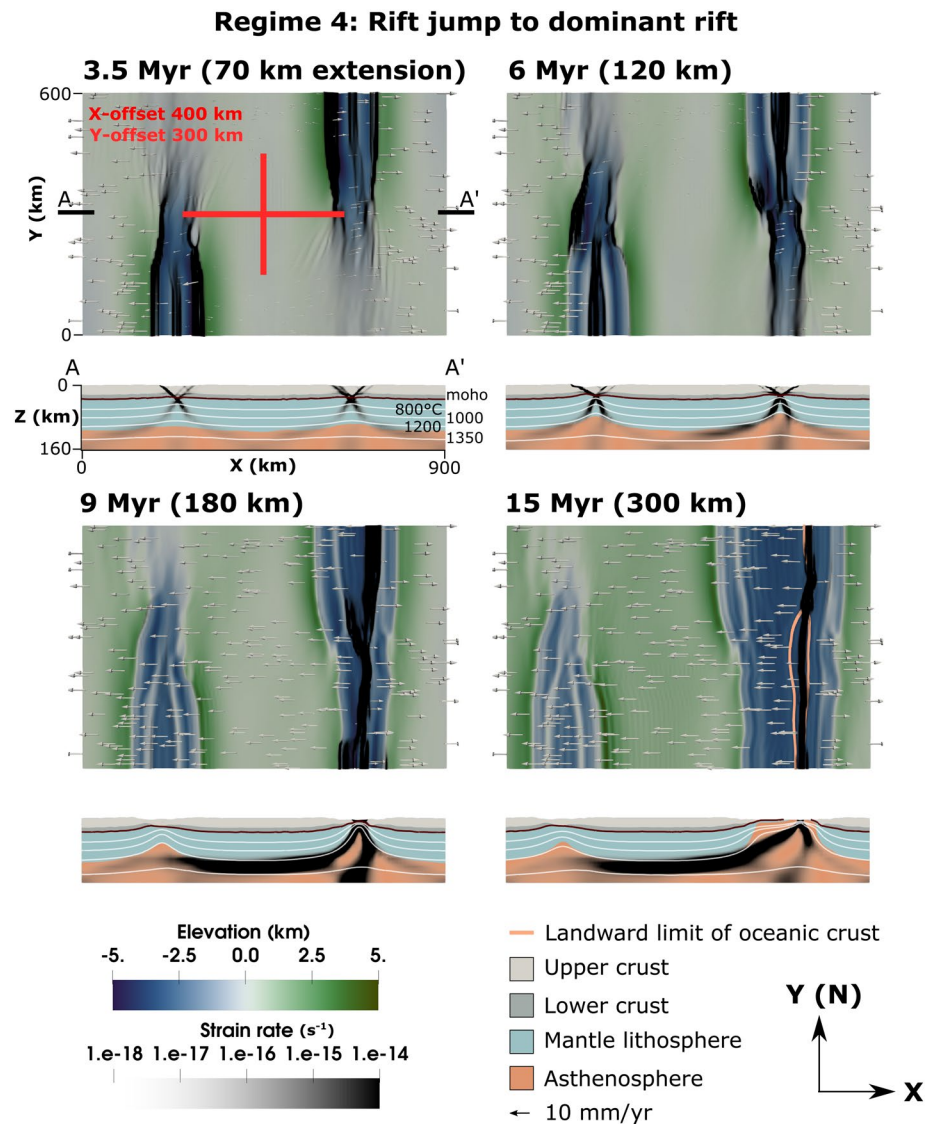 Regime 4: Rift jump to dominant rift
3.5 Myr (70 km extension)
6 Myr (120 km)
600
X-offset 400 km
Y-offset 300 km
A
A'
Y (km)
0
A
A'
0
moho
Z (km)
800°C
1000
1200
1350
160
0
X (km)
900
9 Myr (180 km)
15 Myr (300 km)
Elevation (km)
-5. -2.5 0.0 2.5 5.
Strain rate (s⁻¹)
1.e-18 1.e-17 1.e-16 1.e-15 1.e-14
Landward limit of oceanic crust
Upper crust
Lower crust
Mantle lithosphere
Asthenosphere
10 mm/yr
Y (N)
X